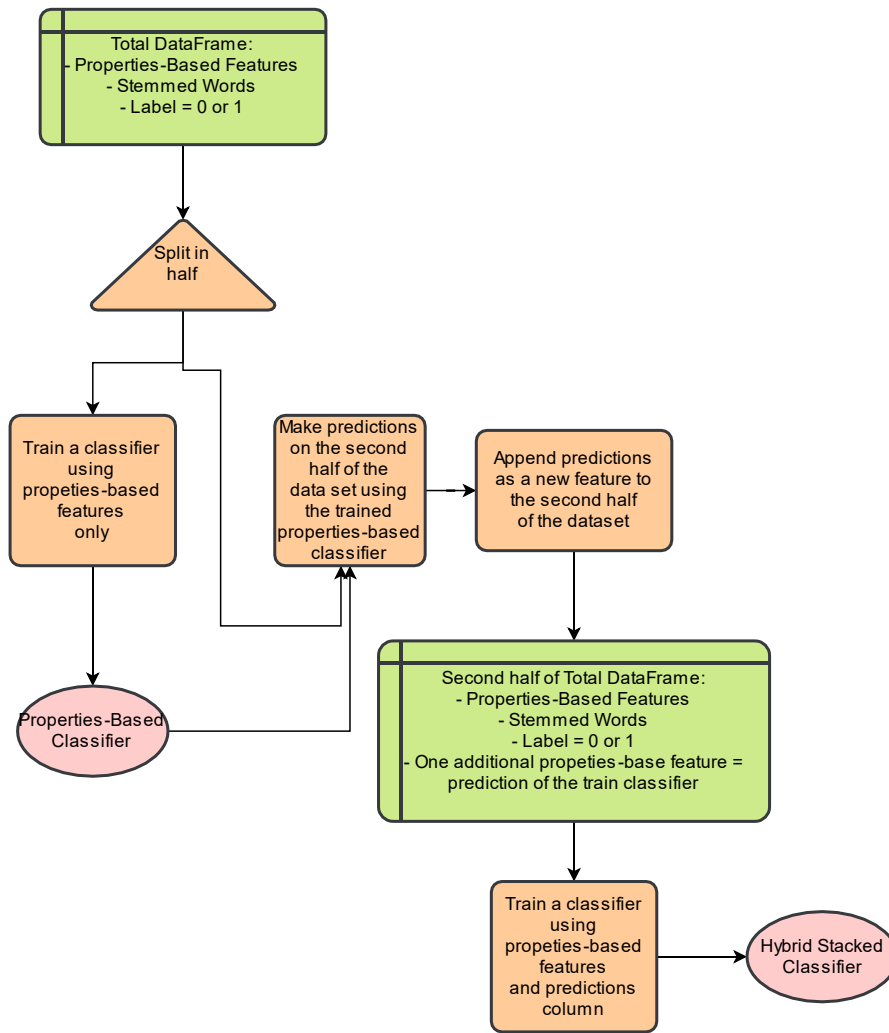 Total DataFrame:
- Properties-Based Features
- Stemmed Words
- Label = 0 or 1
Split in
half
Train a classifier
using
propeties-based
features
only
Make predictions
on the second
half of the
data set using
the trained
properties-based
classifier
Append predictions
as a new feature to
the second half
of the dataset
Properties-Based
Classifier
Second half of Total DataFrame:
- Properties-Based Features
- Stemmed Words
- Label = 0 or 1
- One additional propeties-base feature =
prediction of the train classifier
Train a classifier
using
propeties-based
features
and predictions
column
Hybrid Stacked
Classifier